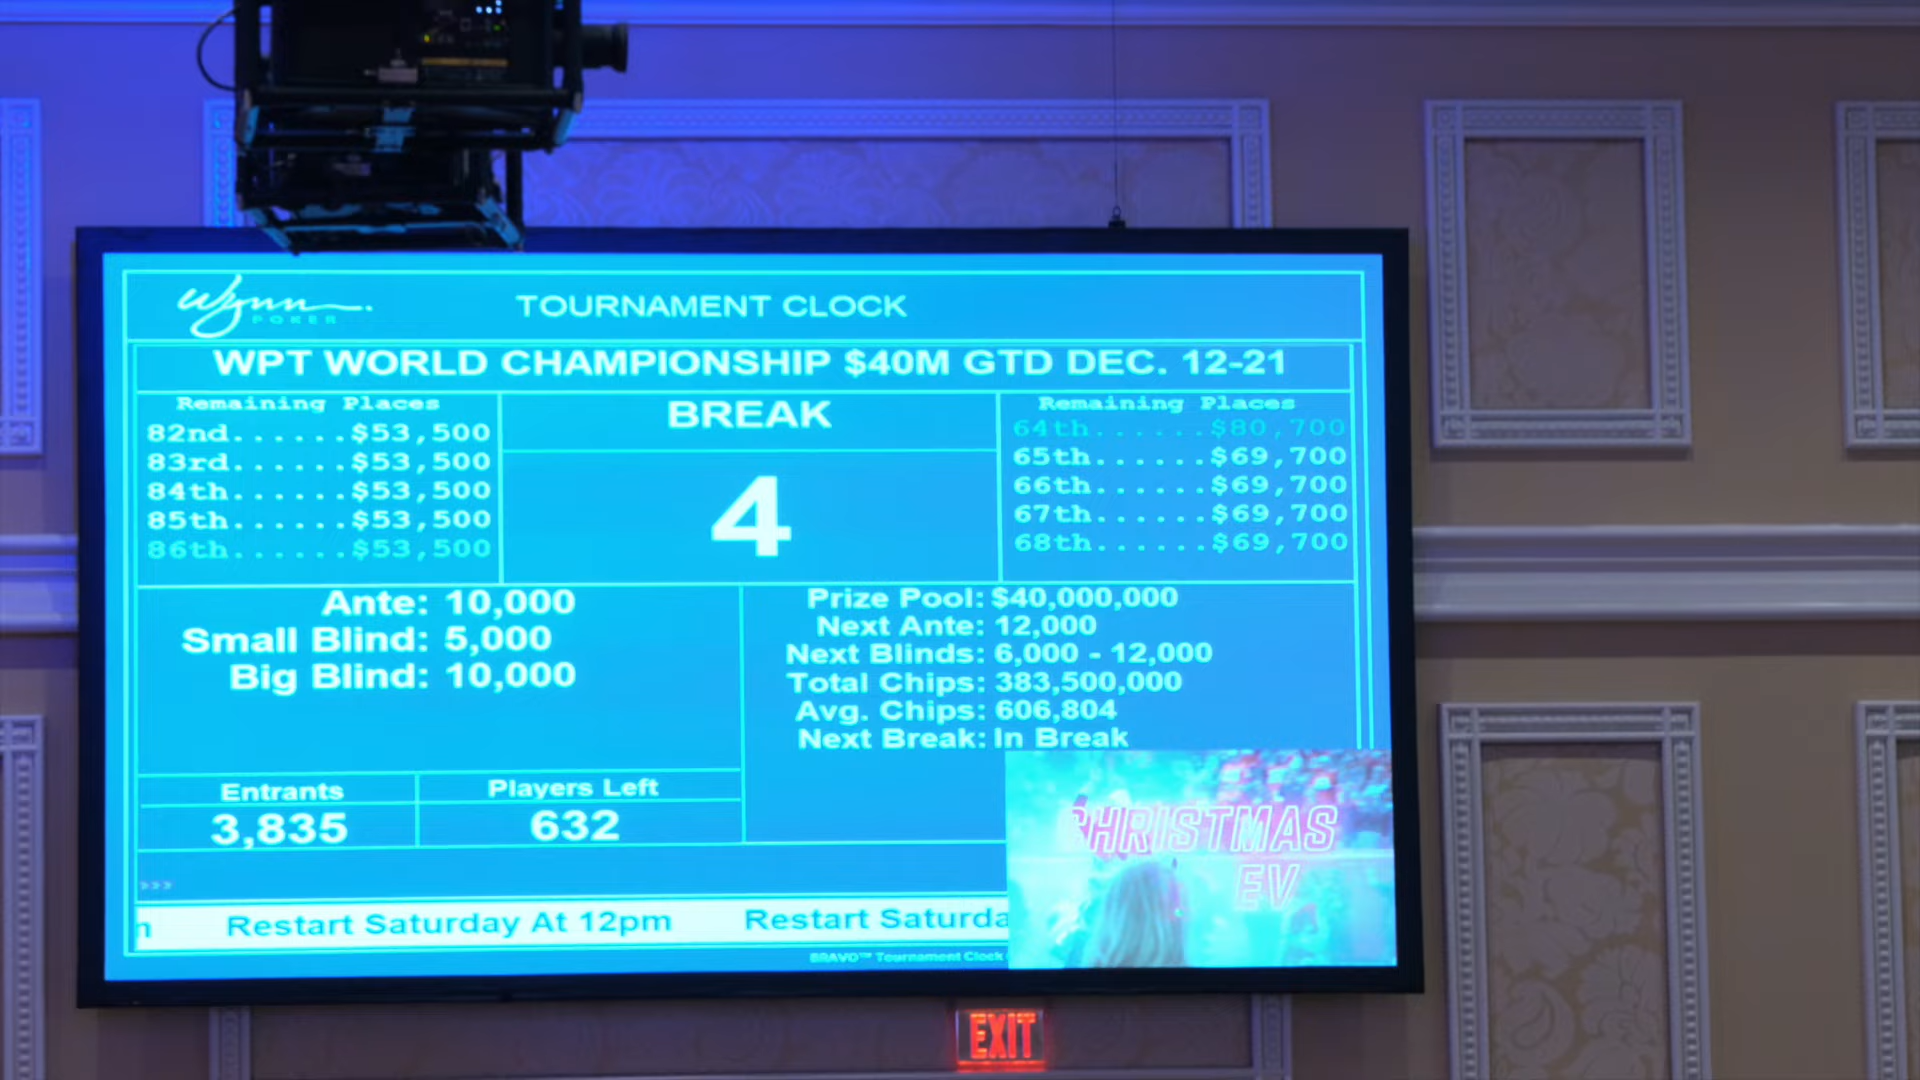 Wynn
POKER
TOURNAMENT CLOCK
WPT WORLD CHAMPIONSHIP $40M GTD DEC. 12-21
Remaining Places
82nd......$53,500
83rd......$53,500
84th......$53,500
85th......$53,500
86th......$53,500
BREAK
4
Remaining Places
64th......$80,700
65th......$69,700
66th......$69,700
67th......$69,700
68th......$69,700
Ante: 10,000
Small Blind: 5,000
Big Blind: 10,000
Prize Pool: $40,000,000
Next Ante: 12,000
Next Blinds: 6,000 - 12,000
Total Chips: 383,500,000
Avg. Chips: 606,804
Next Break: In Break
Entrants
3,835
Players Left
632
CHRISTMAS
EV
>>>
n Restart Saturday At 12pm Restart Saturda
BRAVO™ Tournament Clock
EXIT